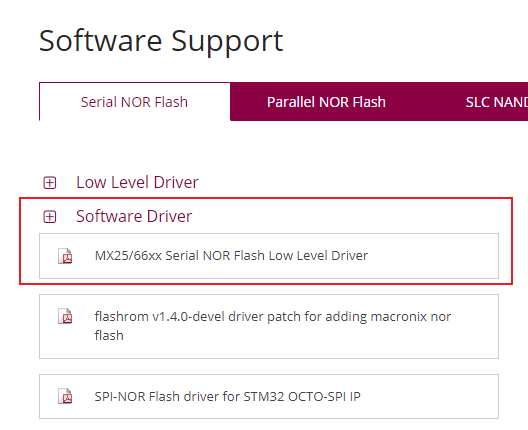 Software Support
Serial NOR Flash
Parallel NOR Flash
SLC NAND
Low Level Driver
Software Driver
MX25/66xx Serial NOR Flash Low Level Driver
flashrom v1.4.0-devel driver patch for adding macronix nor
flash
SPI-NOR Flash driver for STM32 OCTO-SPI IP